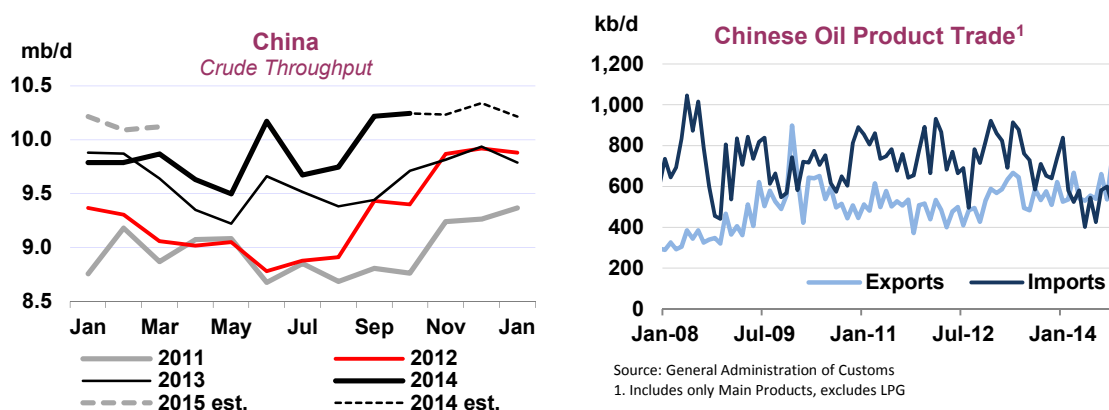 China
Crude Throughput
mb/d
10.5
10.0
9.5
9.0
8.5
Jan Mar May Jul Sep Nov Jan
2011 2012
2013 2014
2015 est. 2014 est.
Chinese Oil Product Trade1
kb/d
1,200
1,000
800
600
400
200
0
Exports Imports
Jan-08 Jul-09 Jan-11 Jul-12 Jan-14
Source: General Administration of Customs
1. Includes only Main Products, excludes LPG